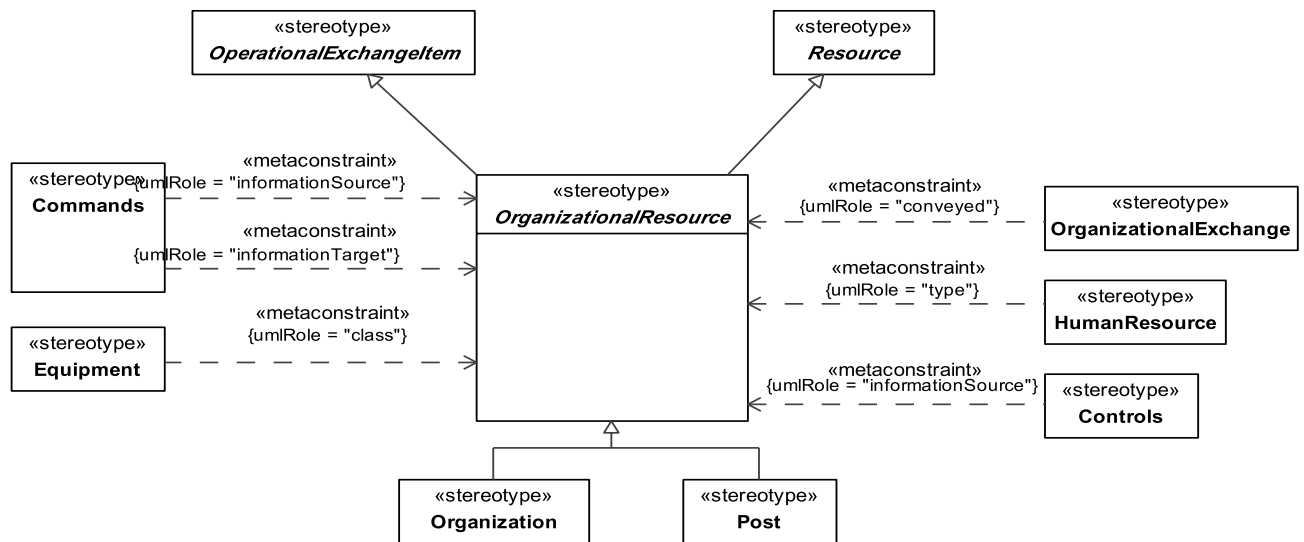 «stereotype»
OperationalExchangeItem
«stereotype»
Resource
«stereotype»
Commands
«metaconstraint»
{umlRole = "informationSource"}
«metaconstraint»
{umlRole = "informationTarget"}
«stereotype»
Equipment
«metaconstraint»
{umlRole = "class"}
«stereotype»
OrganizationalResource
«metaconstraint»
{umlRole = "conveyed"}
«stereotype»
OrganizationalExchange
«metaconstraint»
{umlRole = "type"}
«stereotype»
HumanResource
«metaconstraint»
{umlRole = "informationSource"}
«stereotype»
Controls
«stereotype»
Organization
«stereotype»
Post